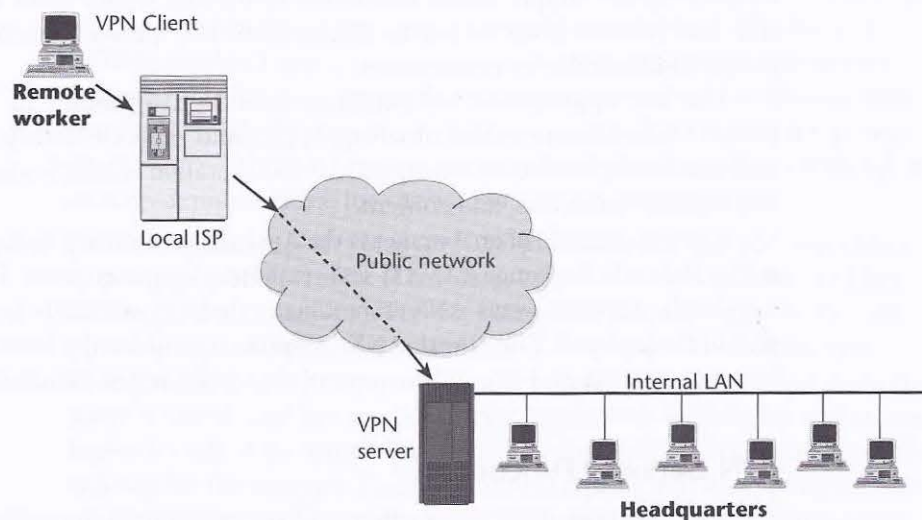 VPN Client
Remote
worker
Local ISP
Public network
Internal LAN
VPN
server
Headquarters